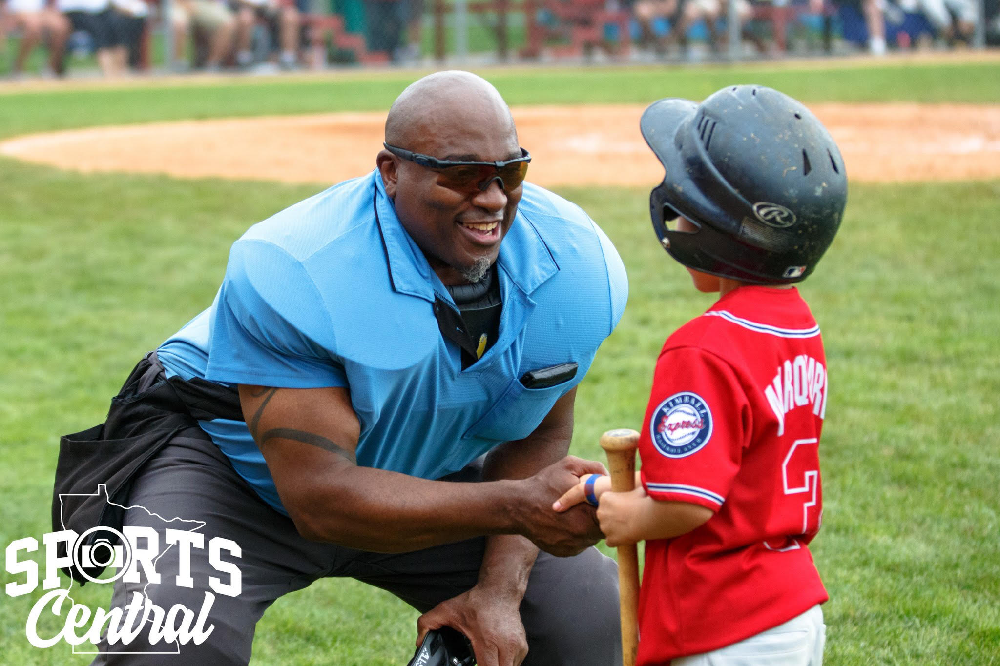 R
KIMBALL
Express
BASEBALL CLUB
SPORTS
Central